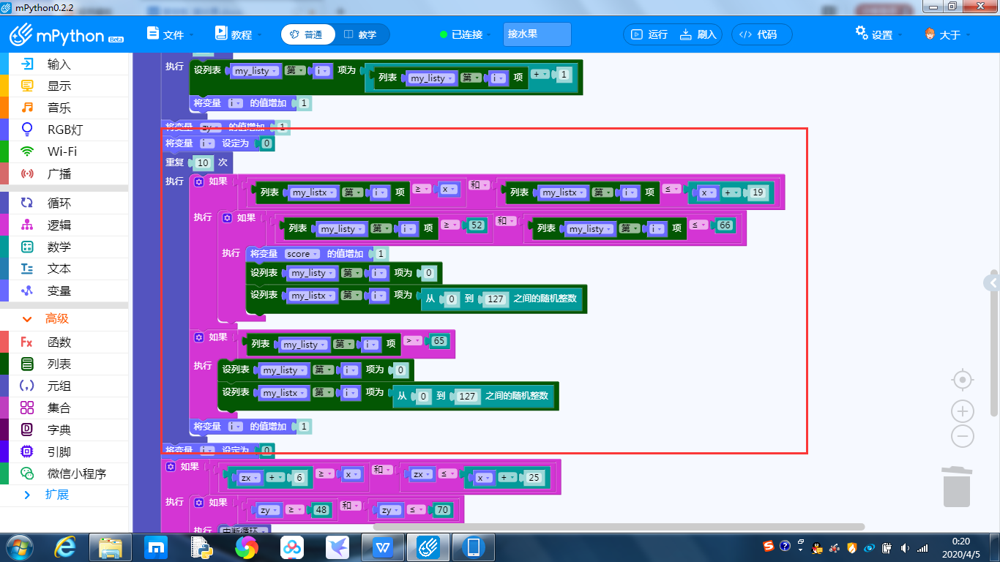 mPython0.2.2
mPython Beta 文件 教程 普通 教学 已连接 接水果 运行 刷入 </> 代码 设置 大于
输入
显示
音乐
RGB灯
Wi-Fi
广播
循环
逻辑
数学
文本
变量
高级
Fx 函数
列表
元组
集合
字典
引脚
微信小程序
扩展
执行 设列表 my_listy 第 i 项为 列表 my_listy 第 i 项 + 1
将变量 i 的值增加 1
将变量 zy 的值增加 1
将变量 i 设定为 0
重复 10 次
执行 如果 列表 my_listx 第 i 项 ≥ x 和 列表 my_listx 第 i 项 ≤ x + 19
执行 如果 列表 my_listy 第 i 项 ≥ 52 和 列表 my_listy 第 i 项 ≤ 66
执行 将变量 score 的值增加 1
设列表 my_listy 第 i 项为 0
设列表 my_listx 第 i 项为 从 0 到 127 之间的随机整数
如果 列表 my_listy 第 i 项 > 65
执行 设列表 my_listy 第 i 项为 0
设列表 my_listx 第 i 项为 从 0 到 127 之间的随机整数
将变量 i 的值增加 1
将变量 i 设定为 0
如果 zx + 6 ≥ x 和 zx ≤ x + 25
执行 如果 zy ≥ 48 和 zy ≤ 70
执行 中断循环
0:20
2020/4/5